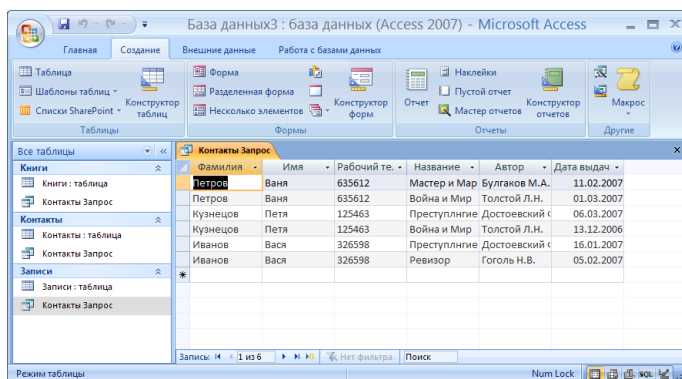 База данных3 : база данных (Access 2007) - Microsoft Access
Главная Создание Внешние данные Работа с базами данных
Таблица
Шаблоны таблиц
Списки SharePoint
Конструктор таблиц
Таблицы
Форма
Разделенная форма
Несколько элементов
Конструктор форм
Формы
Отчет
Наклейки
Пустой отчет
Мастер отчетов
Конструктор отчетов
Отчеты
Макрос
Другие
Все таблицы
Книги
Книги : таблица
Контакты Запрос
Контакты
Контакты : таблица
Контакты Запрос
Записи
Записи : таблица
Контакты Запрос
Контакты Запрос
Фамилия Имя Рабочий те. Название Автор Дата выдач
Петров Ваня 635612 Мастер и Мар Булгаков М.А. 11.02.2007
Петров Ваня 635612 Война и Мир Толстой Л.Н. 01.03.2007
Кузнецов Петя 125463 Преступлнгие Достоевский 06.03.2007
Кузнецов Петя 125463 Война и Мир Толстой Л.Н. 13.12.2006
Иванов Вася 326598 Преступлнгие Достоевский 16.01.2007
Иванов Вася 326598 Ревизор Гоголь Н.В. 05.02.2007
Запись: 1 из 6 Нет фильтра Поиск
Режим таблицы Num Lock SQL